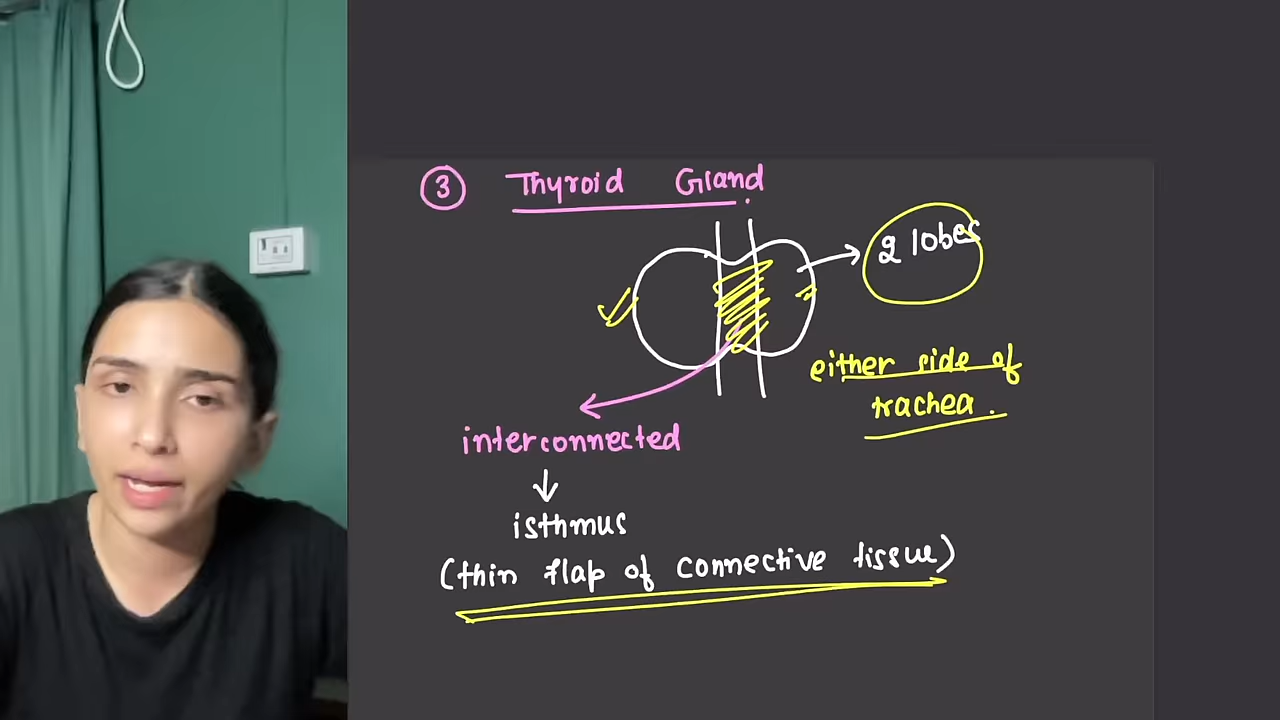 3 Thyroid Gland
2 lobes
either side of
trachea.
interconnected
↓
isthmus
(thin flap of connective tissue)